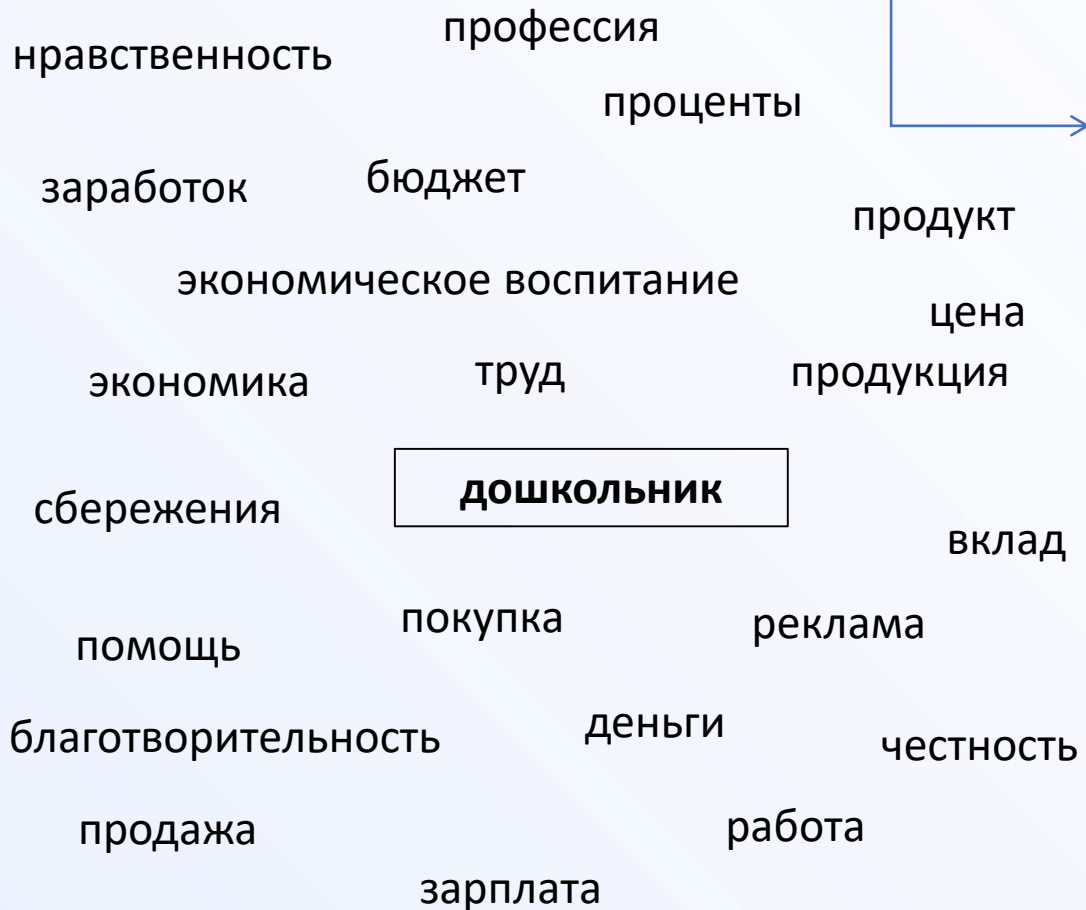 профессия
нравственность
проценты
бюджет
заработок
продукт
экономическое воспитание
цена
труд
продукция
экономика
дошкольник
сбережения
вклад
покупка
реклама
помощь
деньги
благотворительность
честность
работа
продажа
зарплата